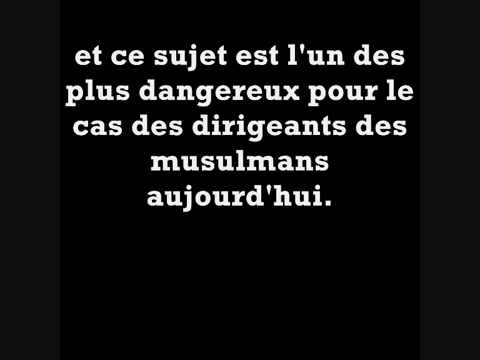 et ce sujet est l'un des
plus dangereux pour le
cas des dirigeants des
musulmans
aujourd'hui.